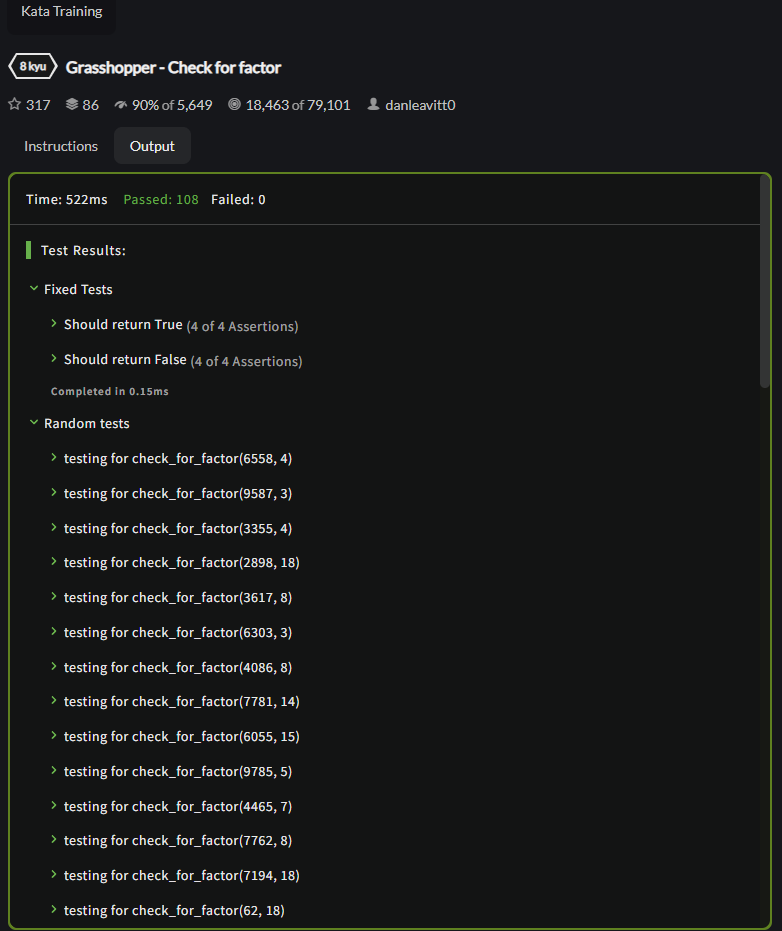 Kata Training
8 kyu Grasshopper - Check for factor
317 86 90% of 5,649 18,463 of 79,101 danleavitt0
Instructions Output
Time: 522ms Passed: 108 Failed: 0
Test Results:
Fixed Tests
Should return True (4 of 4 Assertions)
Should return False (4 of 4 Assertions)
Completed in 0.15ms
Random tests
testing for check_for_factor(6558, 4)
testing for check_for_factor(9587, 3)
testing for check_for_factor(3355, 4)
testing for check_for_factor(2898, 18)
testing for check_for_factor(3617, 8)
testing for check_for_factor(6303, 3)
testing for check_for_factor(4086, 8)
testing for check_for_factor(7781, 14)
testing for check_for_factor(6055, 15)
testing for check_for_factor(9785, 5)
testing for check_for_factor(4465, 7)
testing for check_for_factor(7762, 8)
testing for check_for_factor(7194, 18)
testing for check_for_factor(62, 18)